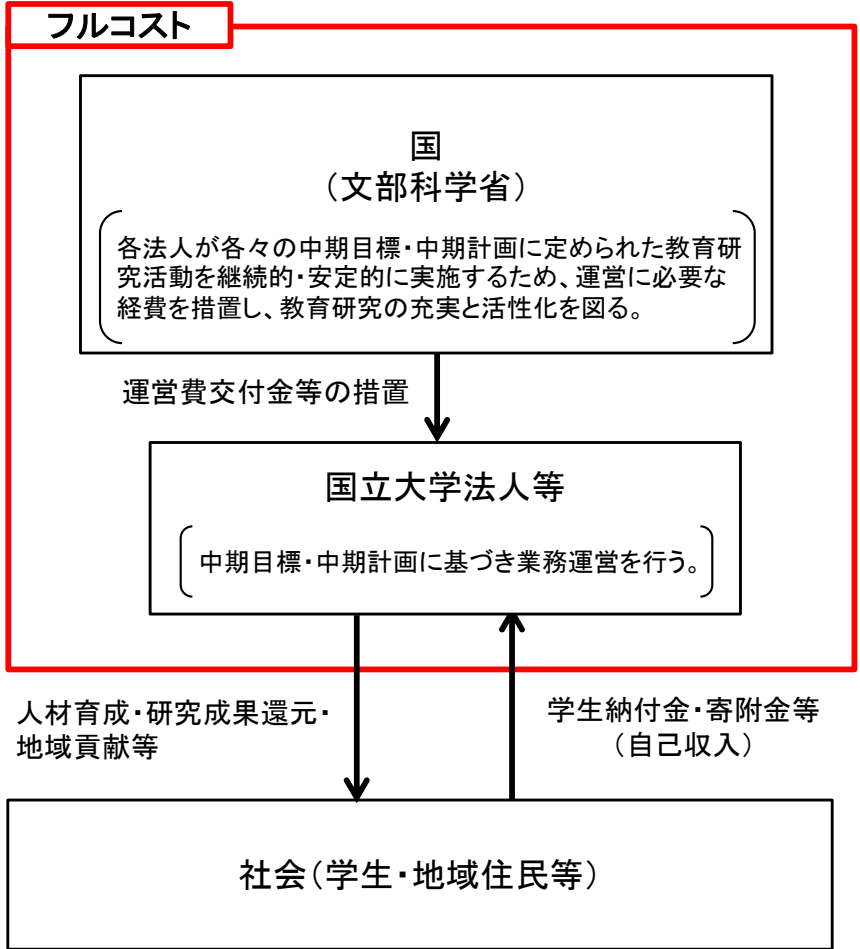 フルコスト
国
(文部科学省)
各法人が各々の中期目標・中期計画に定められた教育研
究活動を継続的・安定的に実施するため、運営に必要な
経費を措置し、教育研究の充実と活性化を図る。
運営費交付金等の措置
国立大学法人等
中期目標・中期計画に基づき業務運営を行う。
人材育成・研究成果還元・
地域貢献等
学生納付金・寄附金等
(自己収入)
社会(学生・地域住民等)